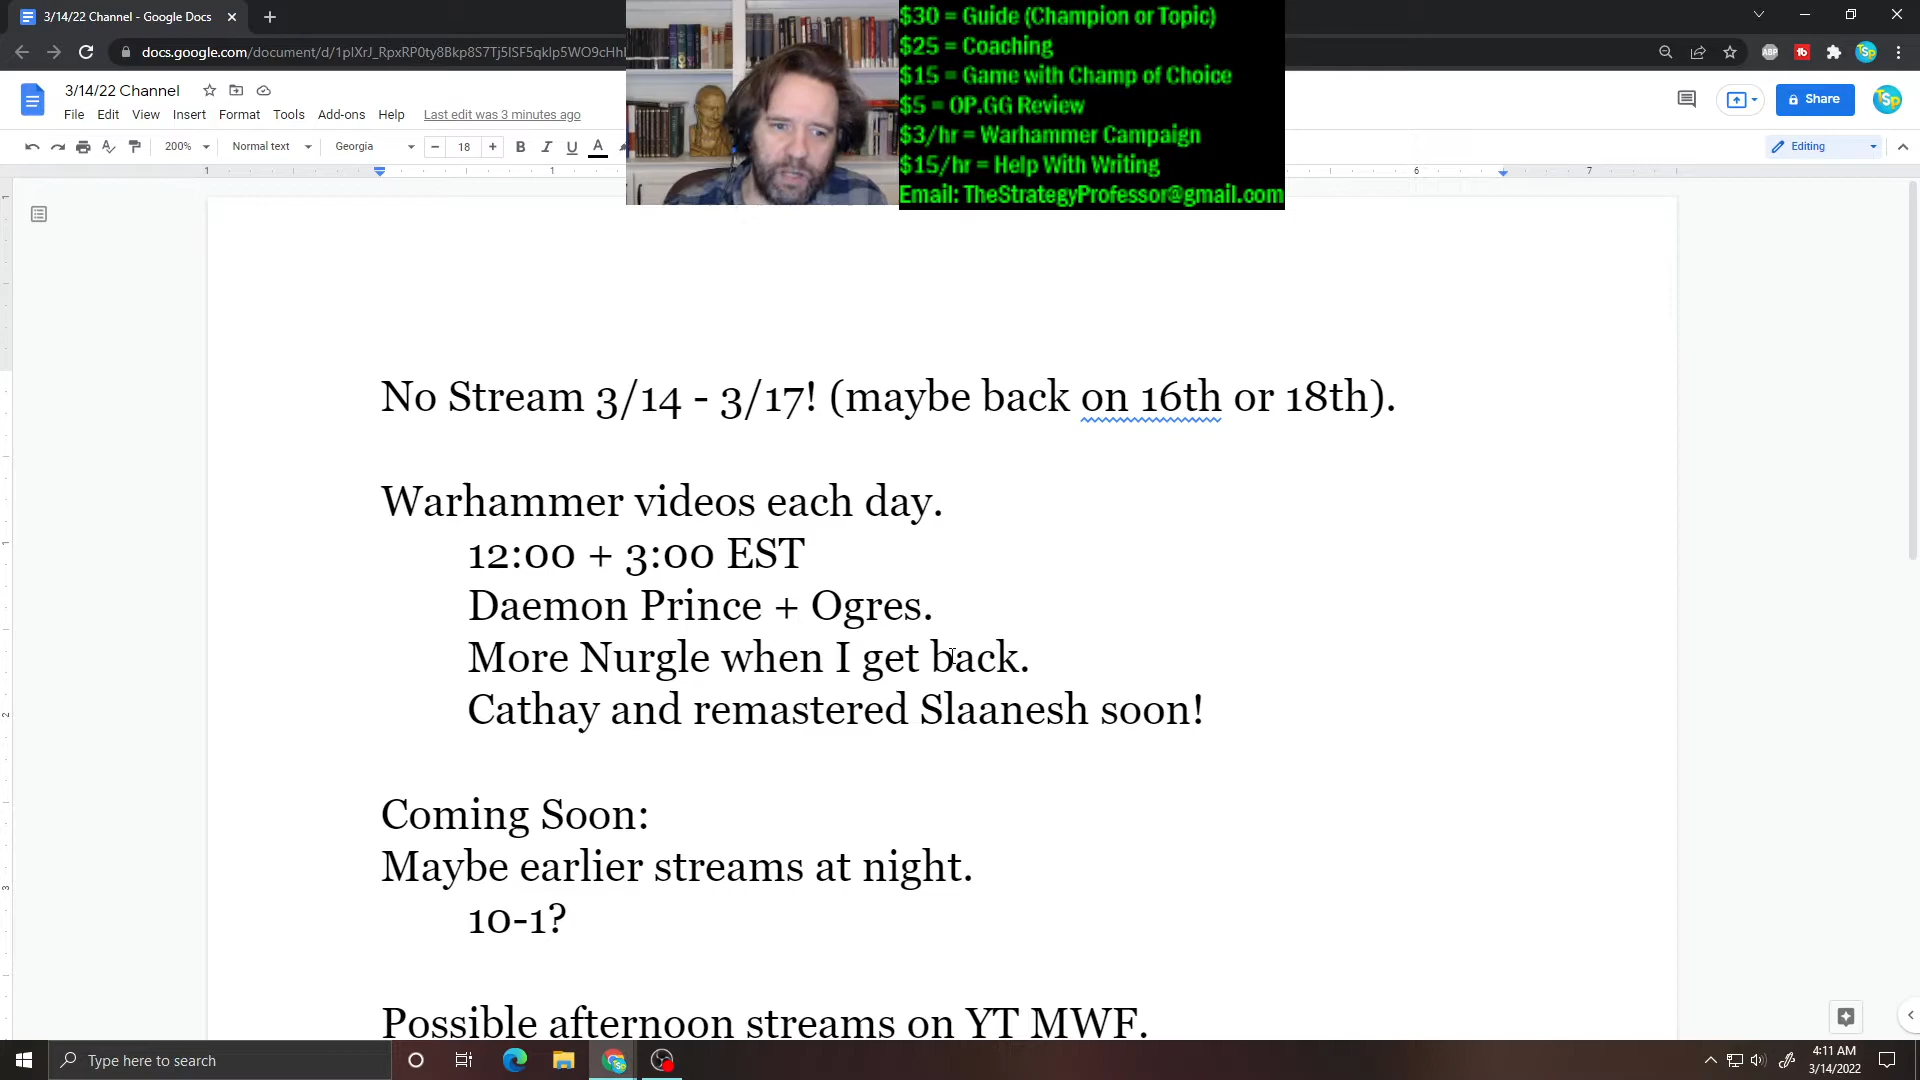 3/14/22 Channel - Google Docs
docs.google.com/document/d/1pIXrJ_RpxRP0ty8Bkp8S7Tj5ISF5qklp5WO9cHhl
3/14/22 Channel
File Edit View Insert Format Tools Add-ons Help Last edit was 3 minutes ago
Share
200% Normal text Georgia 18 B I U A
Editing
$30 = Guide (Champion or Topic)
$25 = Coaching
$15 = Game with Champ of Choice
$5 = OP.GG Review
$3/hr = Warhammer Campaign
$15/hr = Help With Writing
Email: TheStrategyProfessor@gmail.com
1 1 6 7
No Stream 3/14 - 3/17! (maybe back on 16th or 18th).
Warhammer videos each day.
12:00 + 3:00 EST
Daemon Prince + Ogres.
More Nurgle when I get back.
Cathay and remastered Slaanesh soon!
Coming Soon:
Maybe earlier streams at night.
10-1?
Possible afternoon streams on YT MWF.
Type here to search
4:11 AM
3/14/2022